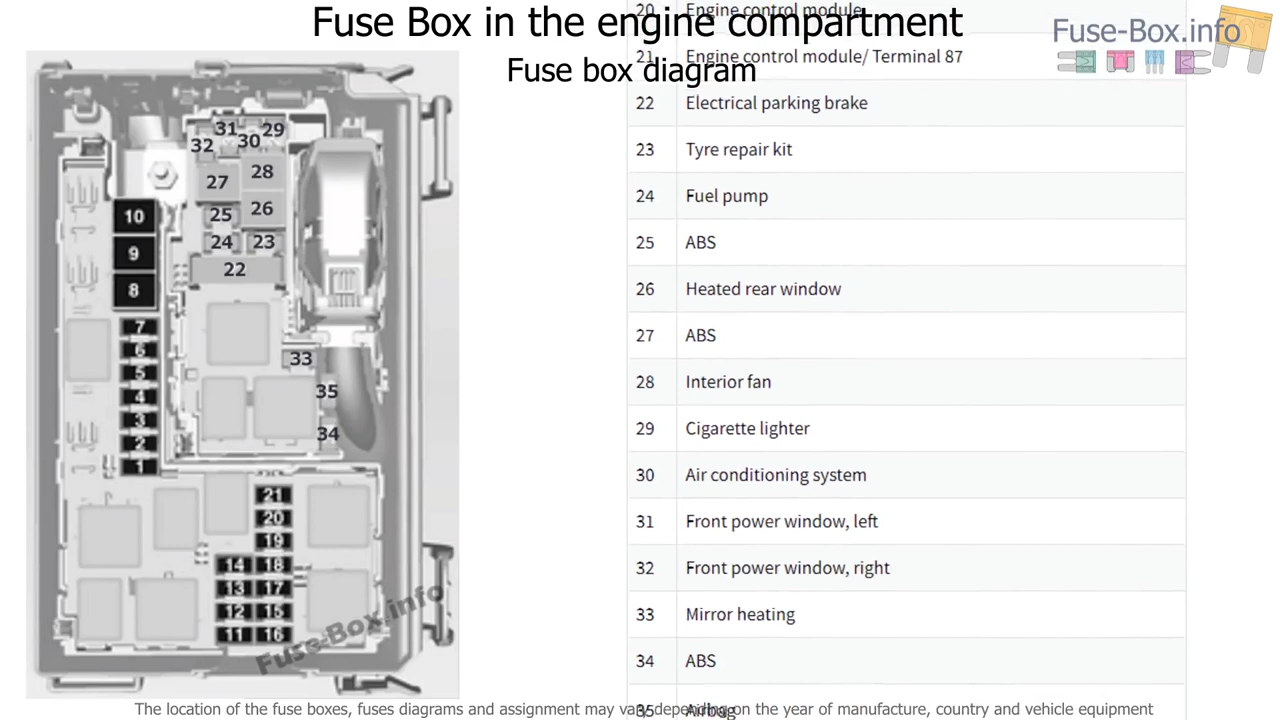 Fuse Box in the engine compartment
Fuse box diagram
Fuse-Box.info
20 Engine control module
21 Engine control module/ Terminal 87
22 Electrical parking brake
23 Tyre repair kit
24 Fuel pump
25 ABS
26 Heated rear window
27 ABS
28 Interior fan
29 Cigarette lighter
30 Air conditioning system
31 Front power window, left
32 Front power window, right
33 Mirror heating
34 ABS
35 Airbag
31 29
32 30
27 28
10 25 26
9 24 23
8 22
7
6 33
5
4 35
3
2 34
1
21
20
19
14 18
13 17
12 15
11 16
Fuse-Box.info
The location of the fuse boxes, fuses diagrams and assignment may vary depending on the year of manufacture, country and vehicle equipment